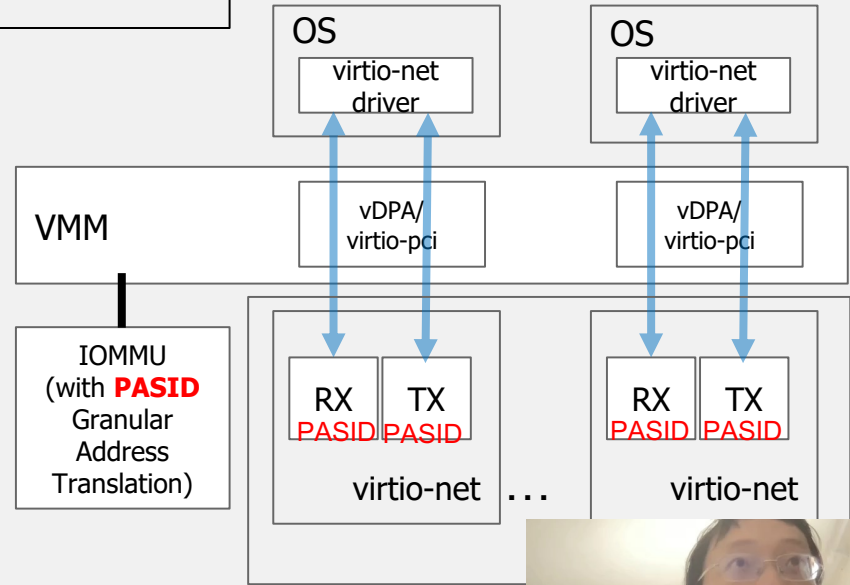 OS
virtio-net
driver
OS
virtio-net
driver
VMM
vDPA/
virtio-pci
vDPA/
virtio-pci
IOMMU
(with PASID
Granular
Address
Translation)
RX
PASID
TX
PASID
virtio-net
...
RX
PASID
TX
PASID
virtio-net